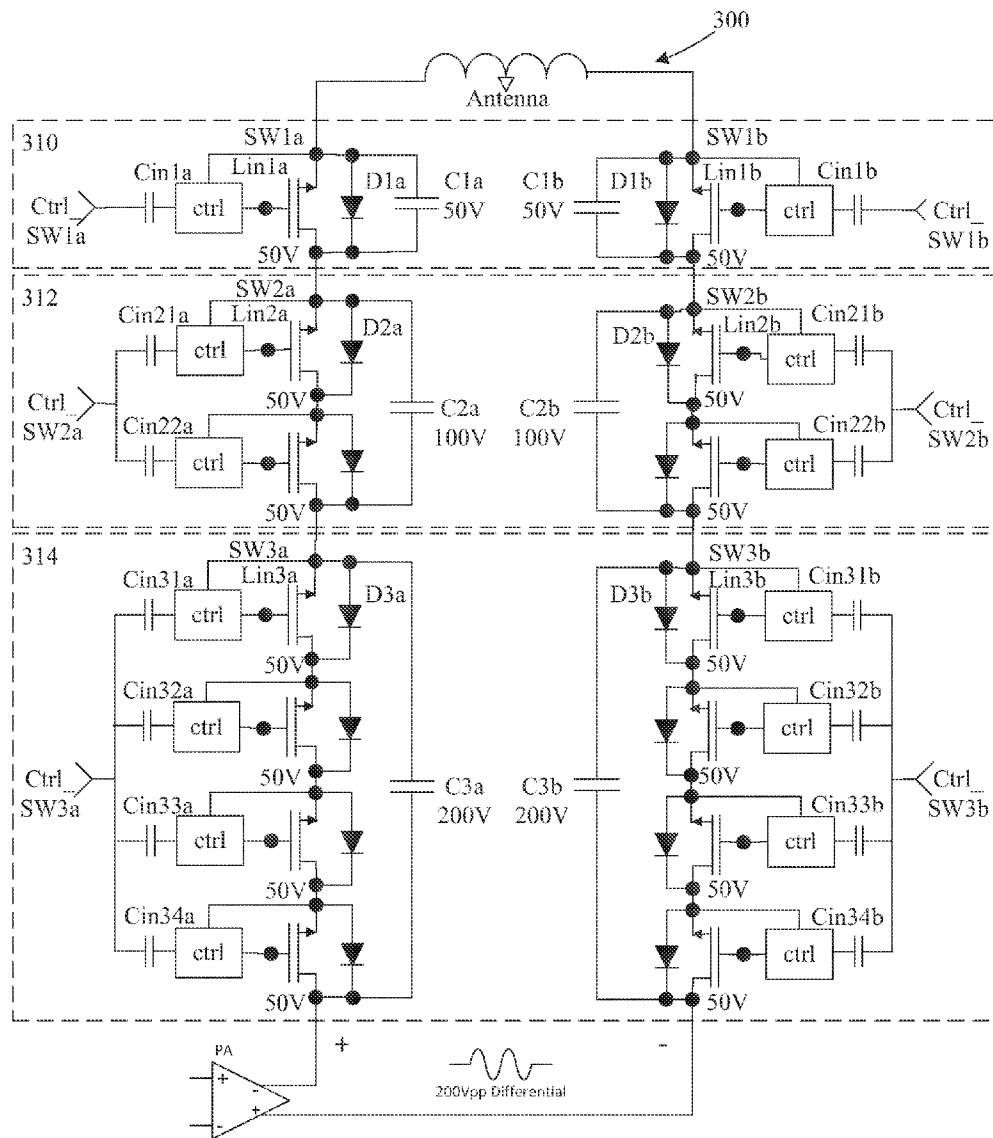 300
Antenna
310
SW1a
SW1b
Cin1a
Lin1a
D1a
C1a
50V
C1b
50V
D1b
Lin1b
Cin1b
Ctrl_
SW1a
ctrl
ctrl
Ctrl_
SW1b
50V
50V
312
SW2a
SW2b
Cin21a
Lin2a
D2a
D2b
Lin2b
Cin21b
ctrl
ctrl
50V
50V
Ctrl_
SW2a
Cin22a
C2a
100V
C2b
100V
Cin22b
Ctrl_
SW2b
ctrl
ctrl
50V
50V
314
SW3a
SW3b
Cin31a
Lin3a
D3a
D3b
Lin3b
Cin31b
ctrl
ctrl
50V
50V
Cin32a
Cin32b
ctrl
ctrl
50V
50V
Ctrl_
SW3a
Cin33a
C3a
200V
C3b
200V
Cin33b
Ctrl_
SW3b
ctrl
ctrl
50V
50V
Cin34a
Cin34b
ctrl
ctrl
50V
50V
+
-
PA
+
-
-
+
200Vpp Differential